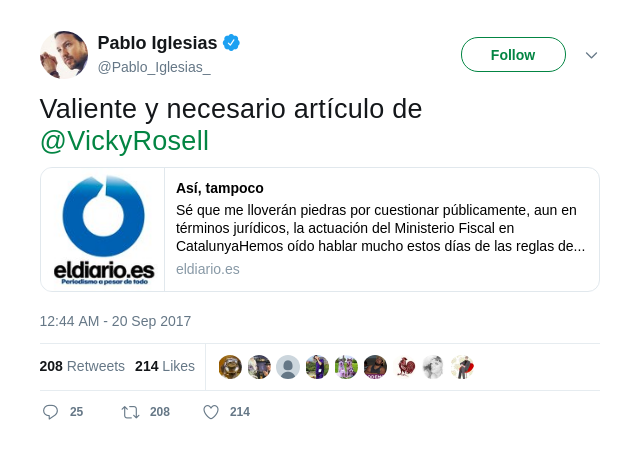 Pablo Iglesias
@Pablo_Iglesias_
Follow
Valiente y necesario artículo de
@VickyRosell
Así, tampoco
Sé que me lloverán piedras por cuestionar públicamente, aun en
términos jurídicos, la actuación del Ministerio Fiscal en
CatalunyaHemos oído hablar mucho estos días de las reglas de...
eldiario.es
eldiario.es
Periodismo a pesar de todo
12:44 AM - 20 Sep 2017
208 Retweets 214 Likes
25 208 214